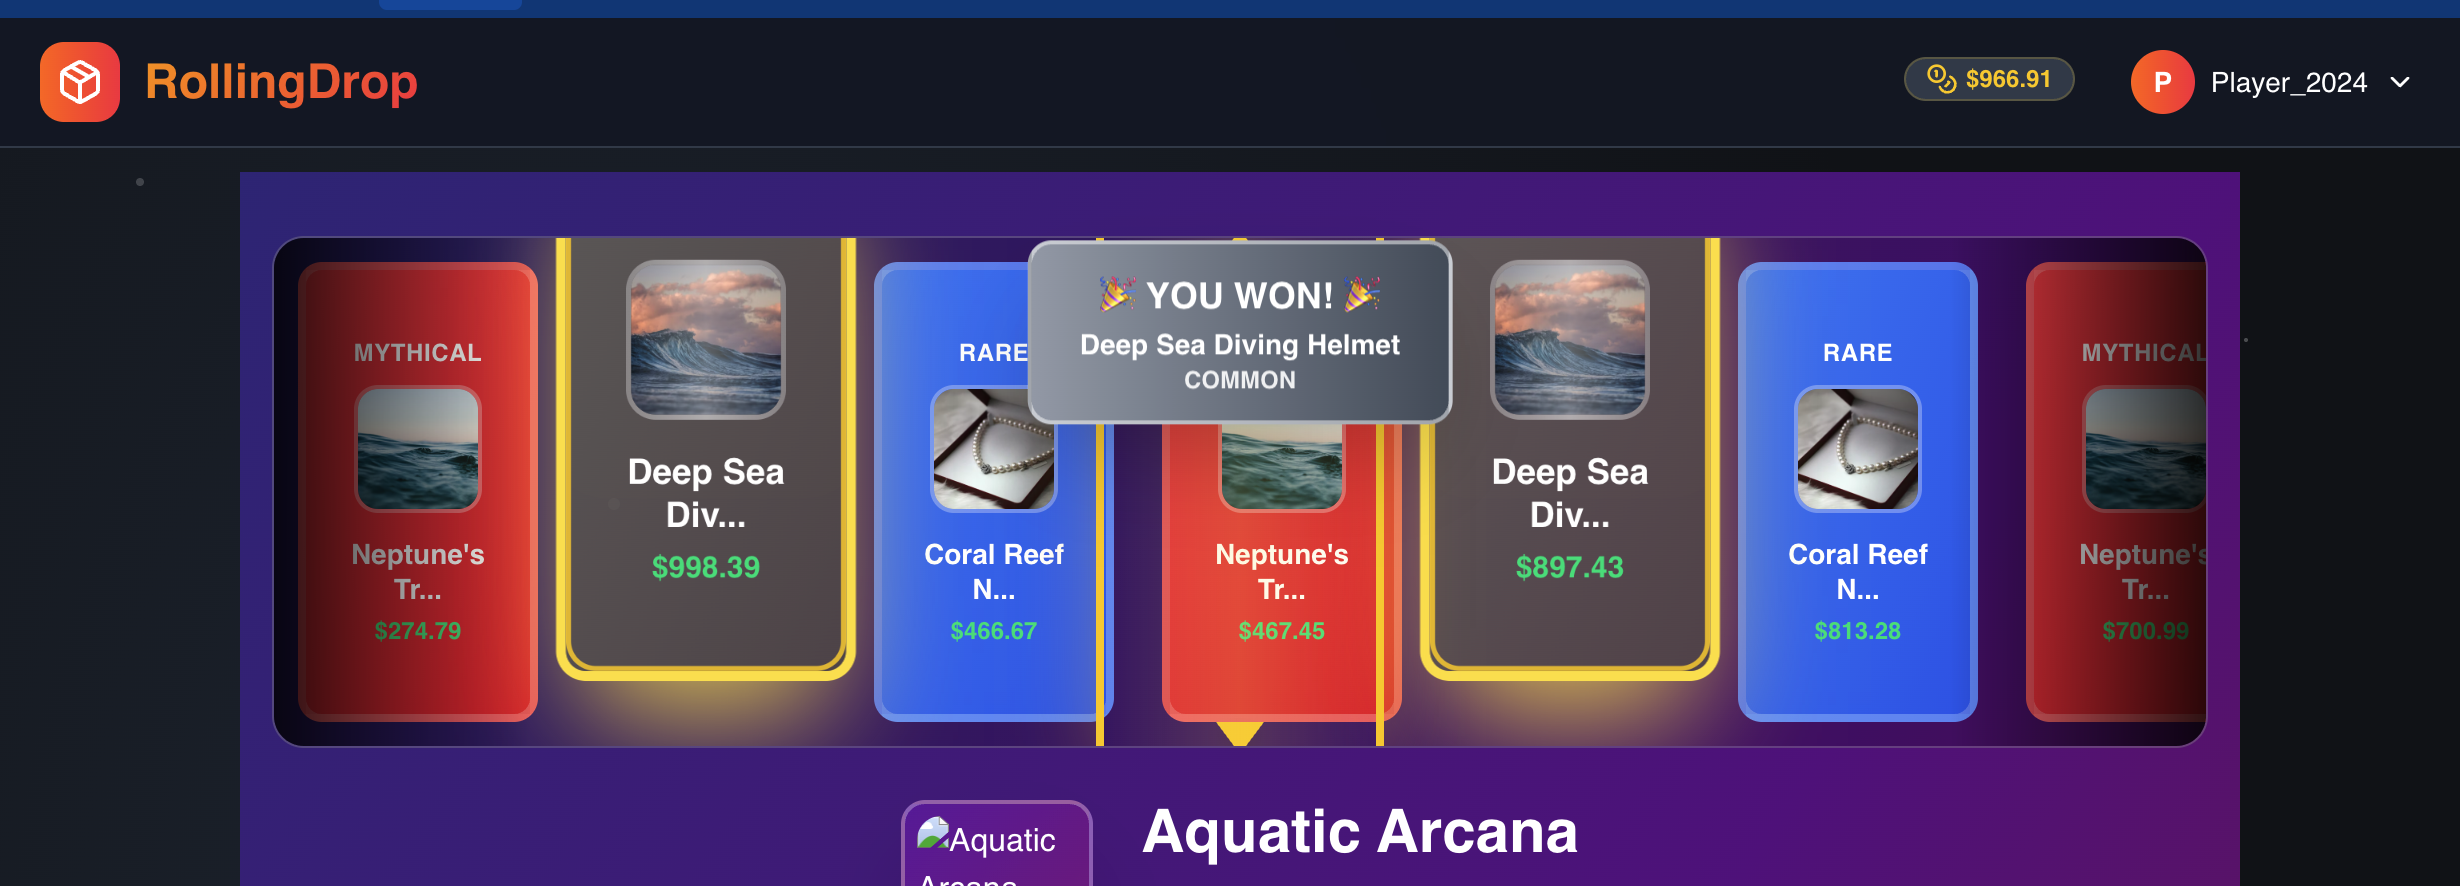 RollingDrop
$966.91
P
Player_2024
🎉 YOU WON! 🎉
Deep Sea Diving Helmet
COMMON
MYTHICAL
Neptune's
Tr...
$274.79
Deep Sea
Div...
$998.39
RARE
Coral Reef
N...
$466.67
Neptune's
Tr...
$467.45
Deep Sea
Div...
$897.43
RARE
Coral Reef
N...
$813.28
MYTHICAL
Neptune's
Tr...
$700.99
Aquatic
Arcana
Aquatic Arcana